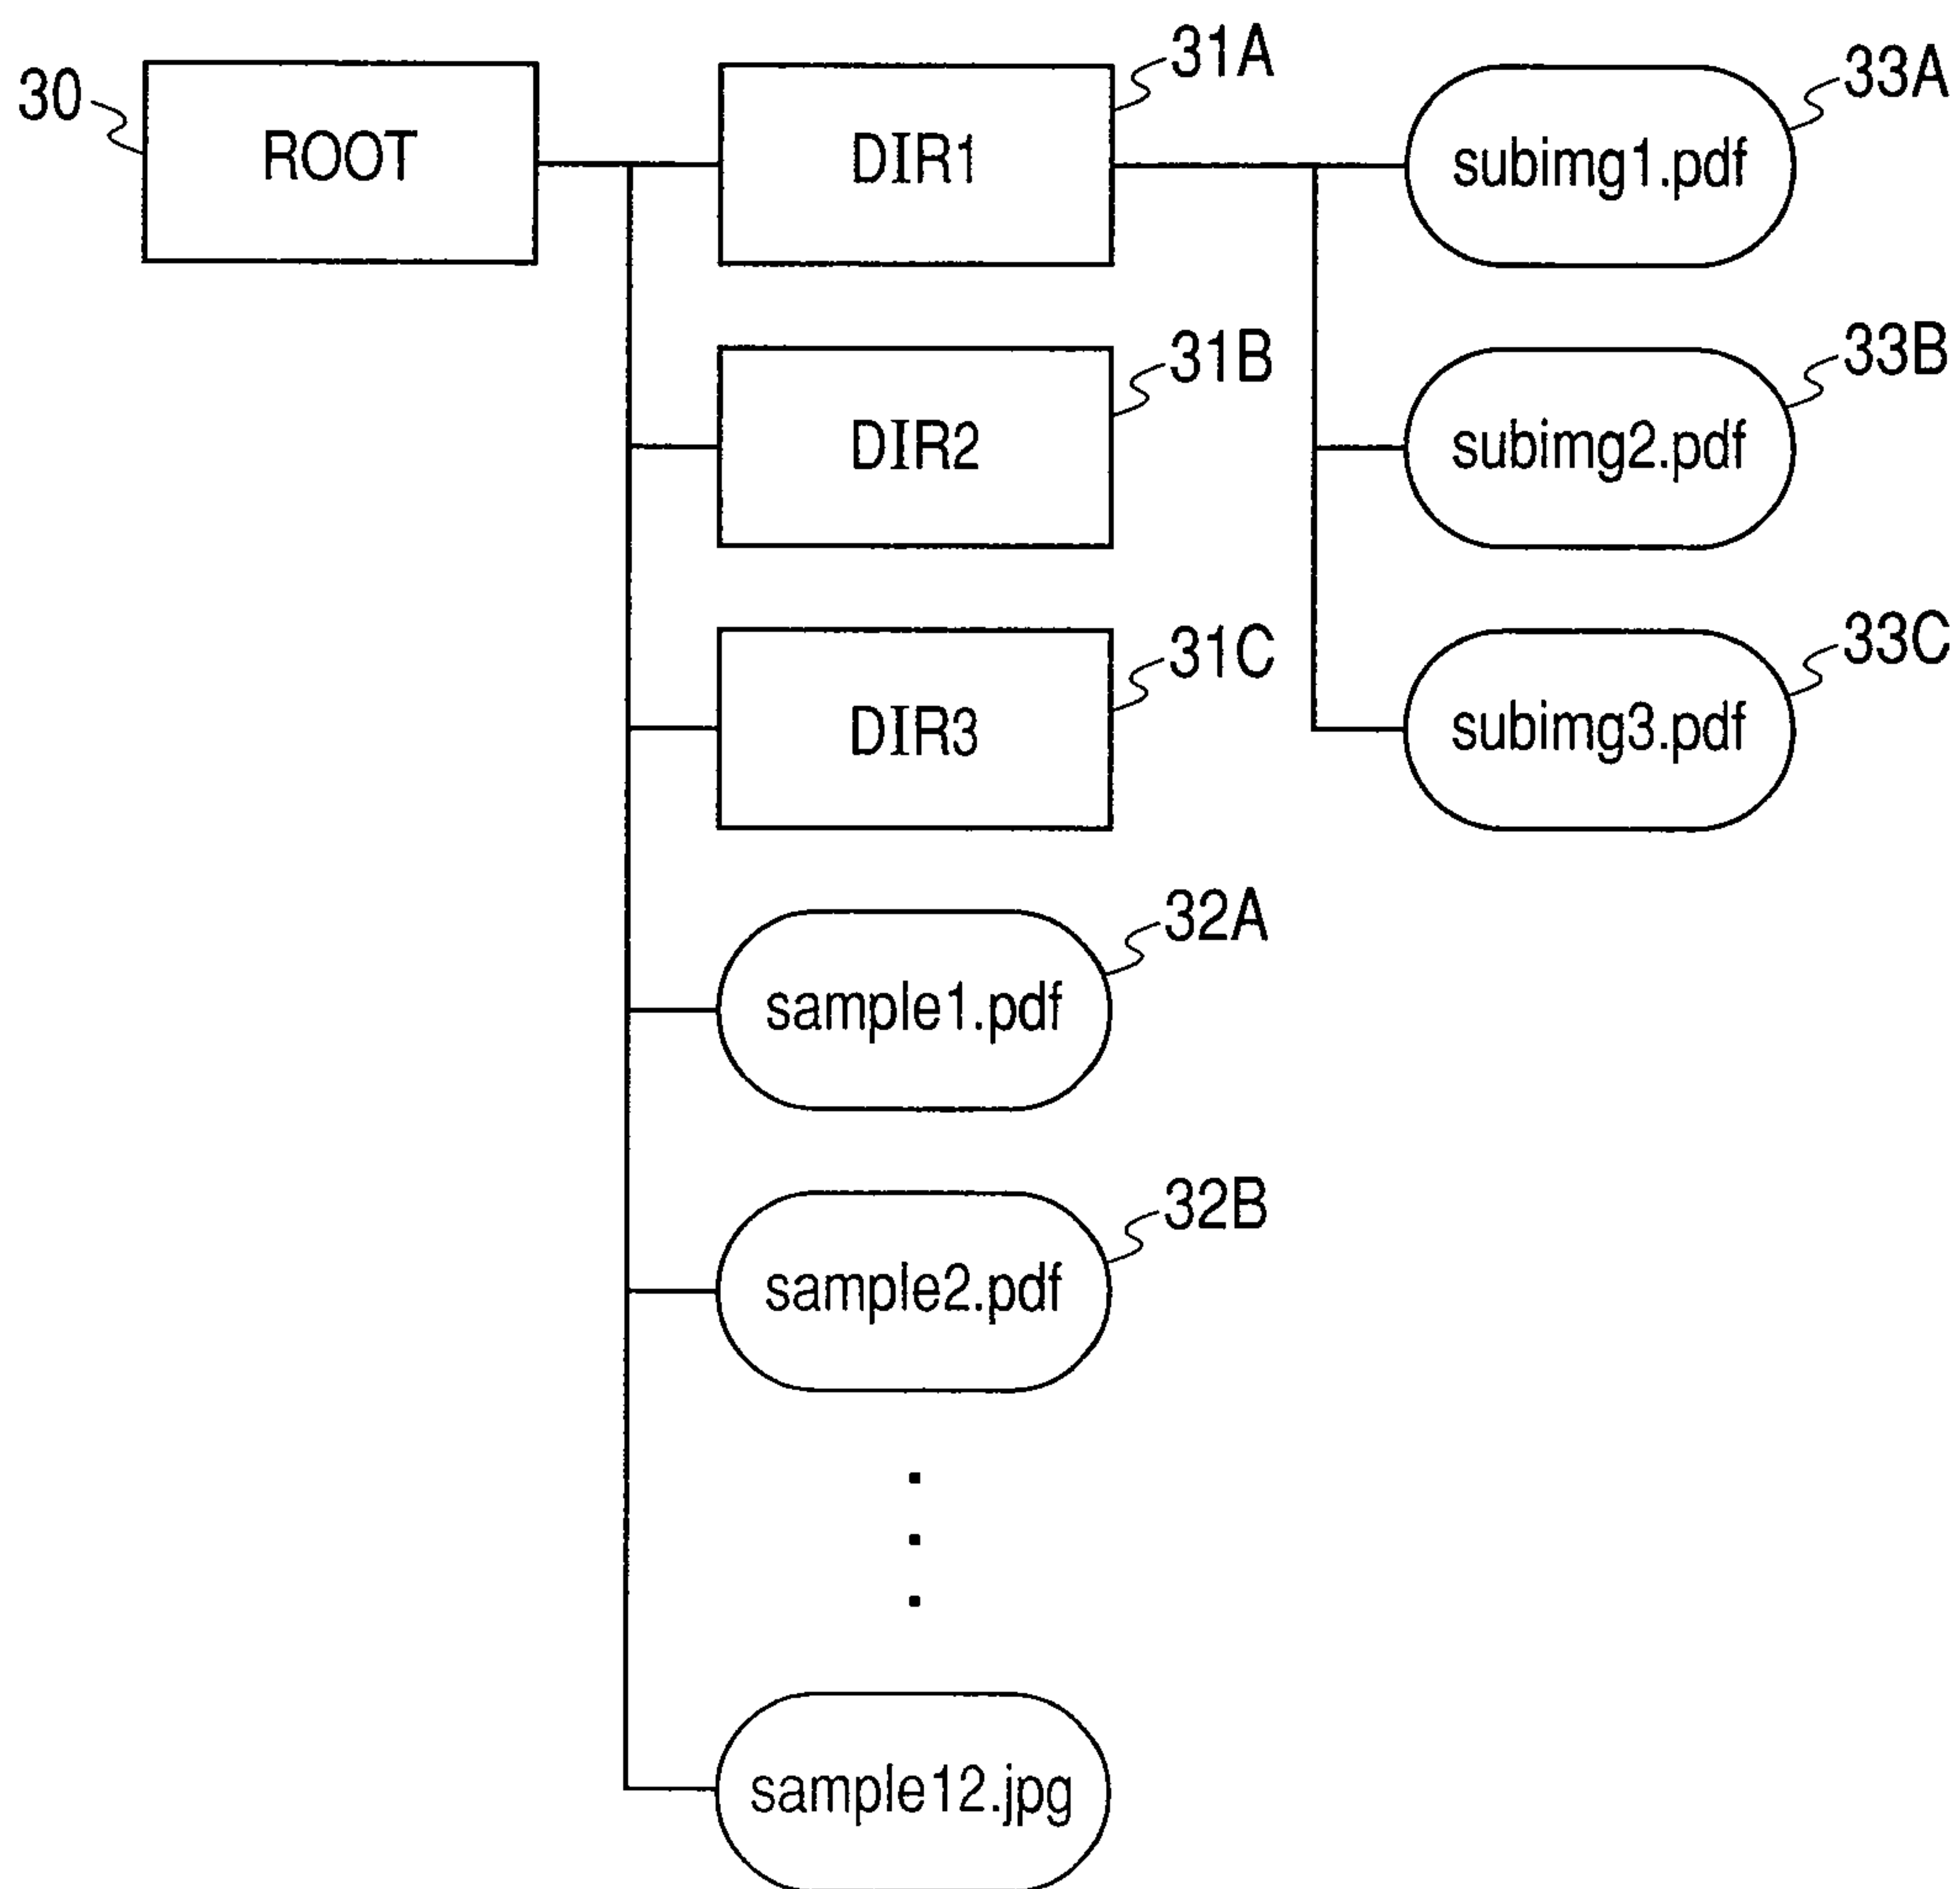 30
ROOT
DIR1
31A
subimg1.pdf
33A
DIR2
31B
subimg2.pdf
33B
DIR3
31C
subimg3.pdf
33C
sample1.pdf
32A
sample2.pdf
32B
sample12.jpg